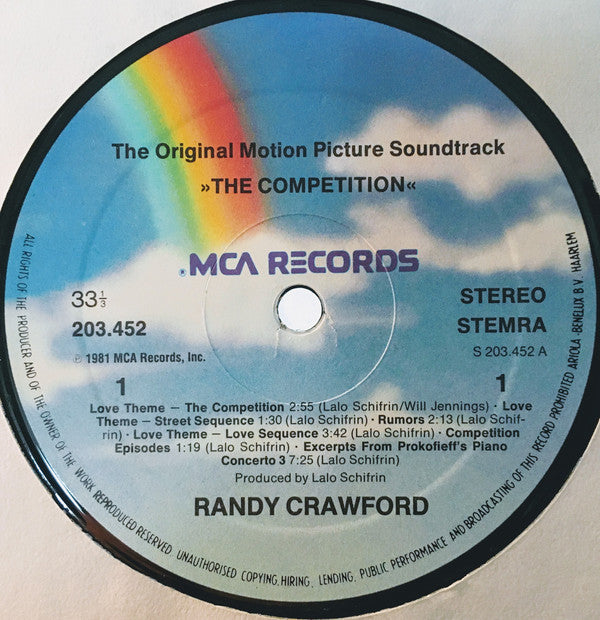 The Original Motion Picture Soundtrack
»THE COMPETITION«
®MCA RECORDS
33⅓
203.452
℗ 1981 MCA Records, Inc.
1
STEREO
STEMRA
S 203.452 A
1
Love Theme – The Competition 2:55 (Lalo Schifrin/Will Jennings) · Love
Theme – Street Sequence 1:30 (Lalo Schifrin) · Rumors 2:13 (Lalo Schif-
rin) · Love Theme – Love Sequence 3:42 (Lalo Schifrin) · Competition
Episodes 1:19 (Lalo Schifrin) · Excerpts From Prokofieff's Piano
Concerto 3 7:25 (Lalo Schifrin)
Produced by Lalo Schifrin
RANDY CRAWFORD
ALL RIGHTS OF THE PRODUCER AND OF THE OWNER OF THE WORK REPRODUCED RESERVED. UNAUTHORISED COPYING, HIRING, LENDING, PUBLIC PERFORMANCE AND BROADCASTING OF THIS RECORD PROHIBITED ARIOLA BENELUX B.V. HAARLEM